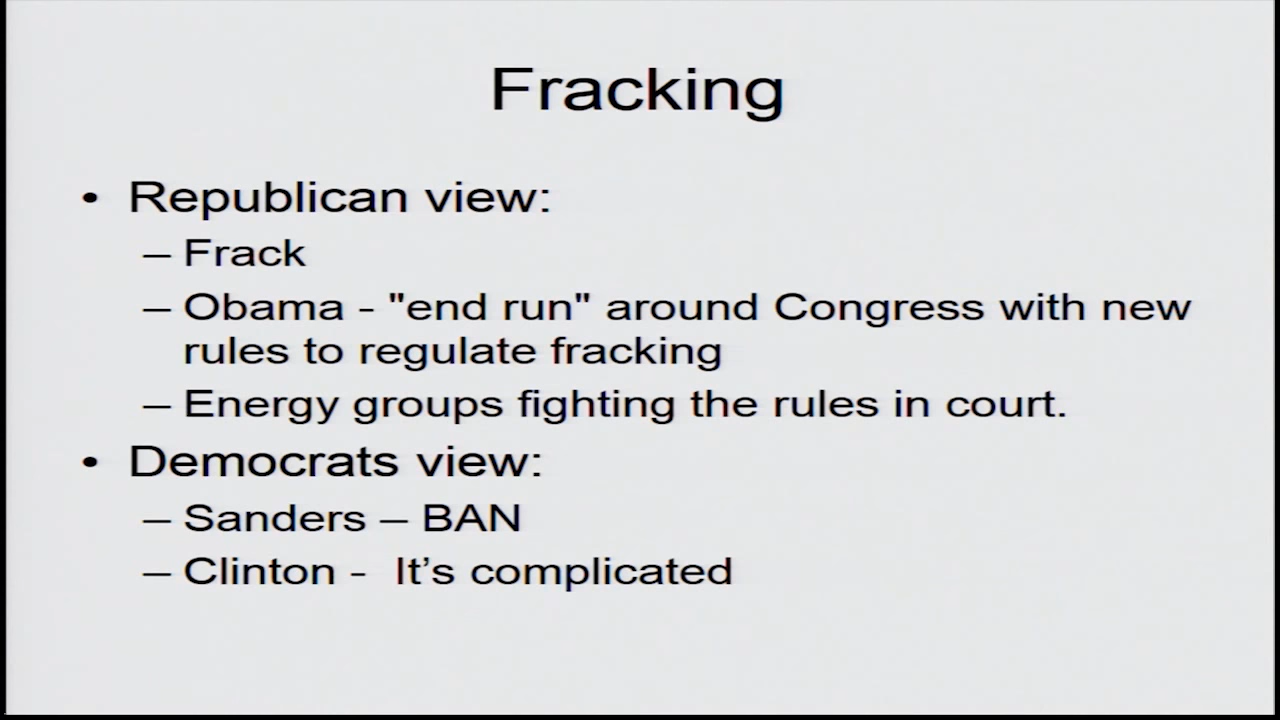 Fracking
• Republican view:
– Frack
– Obama - "end run" around Congress with new
rules to regulate fracking
– Energy groups fighting the rules in court.
• Democrats view:
– Sanders – BAN
– Clinton -  It’s complicated